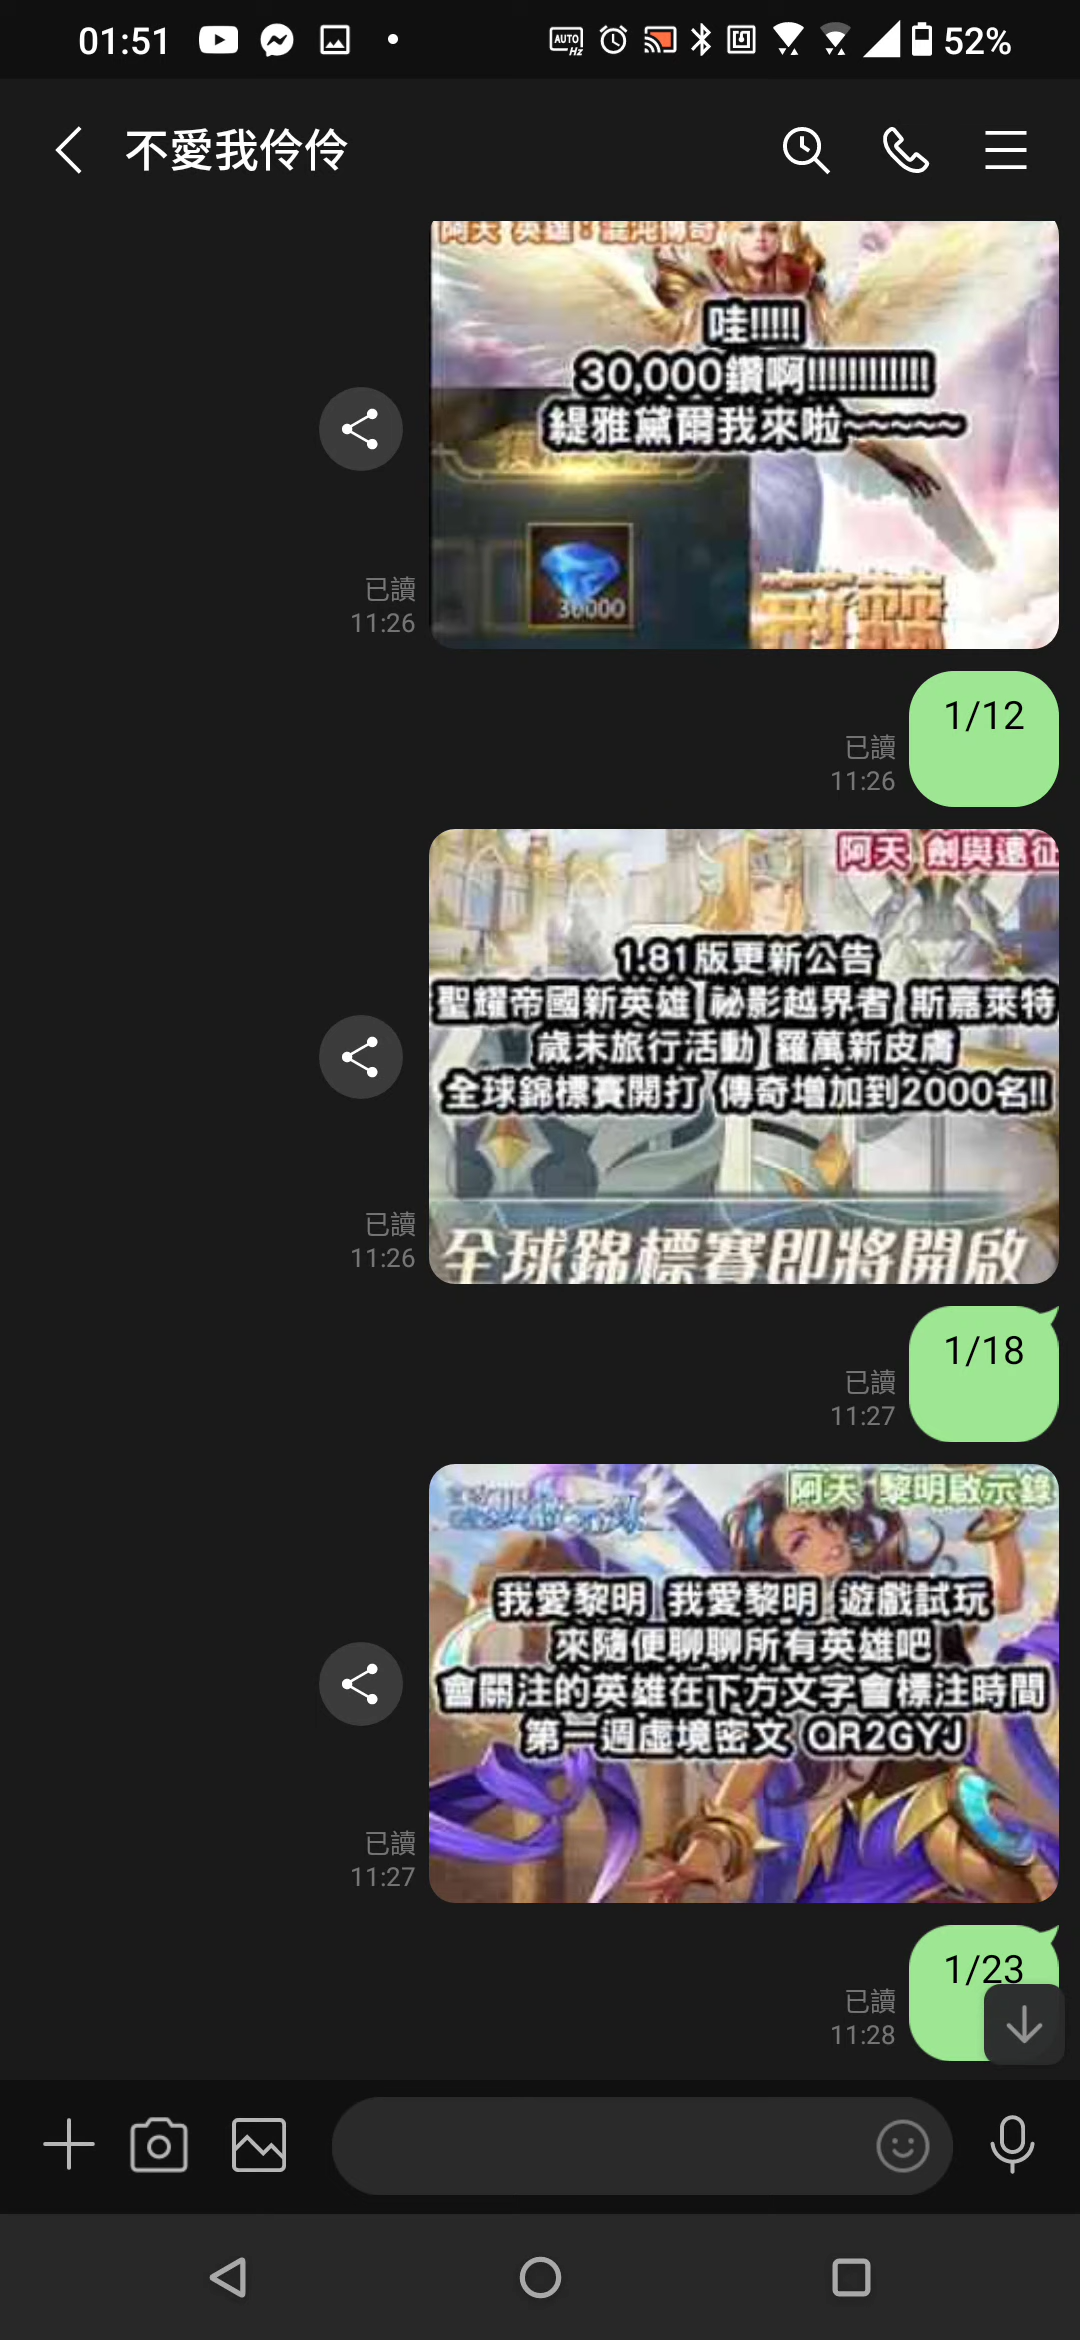 01:51
AUTO Hz
52%
不愛我伶伶
阿天 英雄：混沌傳奇
哇!!!!!
30,000鑽啊!!!!!!!!!!!!!
緹雅黛爾我來啦~~~~~
30000
已讀
11:26
1/12
已讀
11:26
阿天 劍與遠征
1.81版更新公告
聖耀帝國新英雄 祕影越界者 斯嘉萊特
歲末旅行活動 羅萬新皮膚
全球錦標賽開打 傳奇增加到2000名!!
全球錦標賽即將開啟
已讀
11:26
1/18
已讀
11:27
阿天 黎明啟示錄
我愛黎明 我愛黎明 遊戲試玩
來隨便聊聊所有英雄吧
會關注的英雄在下方文字會標注時間
第一週虛境密文 QR2GYJ
已讀
11:27
1/23
已讀
11:28